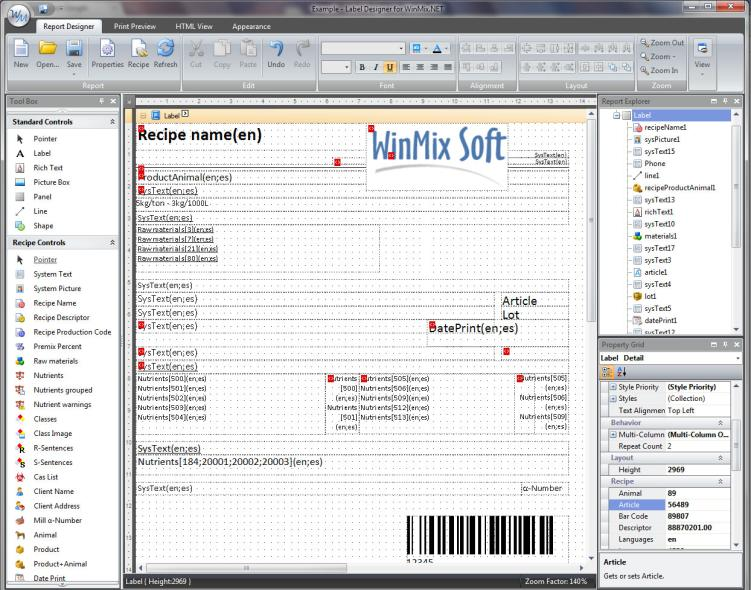 Example - Label Designer for WinMix.NET
Report Designer Print Preview HTML View Appearance
New Open... Save Properties Recipe Refresh Cut Copy Paste Undo Redo B I U Zoom Out Zoom Zoom In View
Report Edit Font Alignment Layout Zoom
Tool Box
Standard Controls
Pointer
Label
Rich Text
Picture Box
Panel
Line
Shape
Recipe Controls
Pointer
System Text
System Picture
Recipe Name
Recipe Descriptor
Recipe Production Code
Premix Percent
Raw materials
Nutrients
Nutrients grouped
Nutrient warnings
Classes
Class Image
R-Sentences
S-Sentences
Cas List
Client Name
Client Address
Mill α-Number
Animal
Product
Product+Animal
Date Print
Label
Recipe name(en)
WinMix Soft
SysText(en)
SysText(en)
ProductAnimal(en;es)
SysText(en;es)
5kg/ton - 3kg/1000L
SysText(en;es)
Rawmaterials[3](en;es)
Rawmaterials[7](en;es)
Rawmaterials[21](en;es)
Rawmaterials[80](en;es)
SysText(en;es)
SysText(en;es) Article
SysText(en;es) Lot
SysText(en;es) DatePrint(en;es)
SysText(en;es)
SysText(en;es)
Nutrients[500](en;es) Nutrients Nutrients[505](en;es) Nutrients[505]
Nutrients[501](en;es) [500] Nutrients[506](en;es) (en;es)
Nutrients[502](en;es) (en;es) Nutrients[509](en;es) Nutrients[506]
Nutrients[503](en;es) Nutrients Nutrients[512](en;es) (en;es)
Nutrients[504](en;es) [501] Nutrients[513](en;es) Nutrients[509]
(en;es) (en;es)
SysText(en;es)
Nutrients[184;20001;20002;20003](en;es)
SysText(en;es) α-Number
12345
Label { Height:2969 } Zoom Factor: 140%
Report Explorer
Label
recipeName1
sysPicture1
sysText15
Phone
line1
recipeProductAnimal1
sysText13
richText1
sysText10
materials1
sysText17
sysText3
article1
sysText4
lot1
sysText5
datePrint1
sysText12
Property Grid
Label Detail
Style Priority (Style Priority)
Styles (Collection)
Text Alignmen Top Left
Behavior
Multi-Column (Multi-Column O...
Repeat Count 2
Layout
Height 2969
Recipe
Animal 89
Article 56489
Bar Code 89807
Descriptor 88870201.00
Languages en
Article
Gets or sets Article.